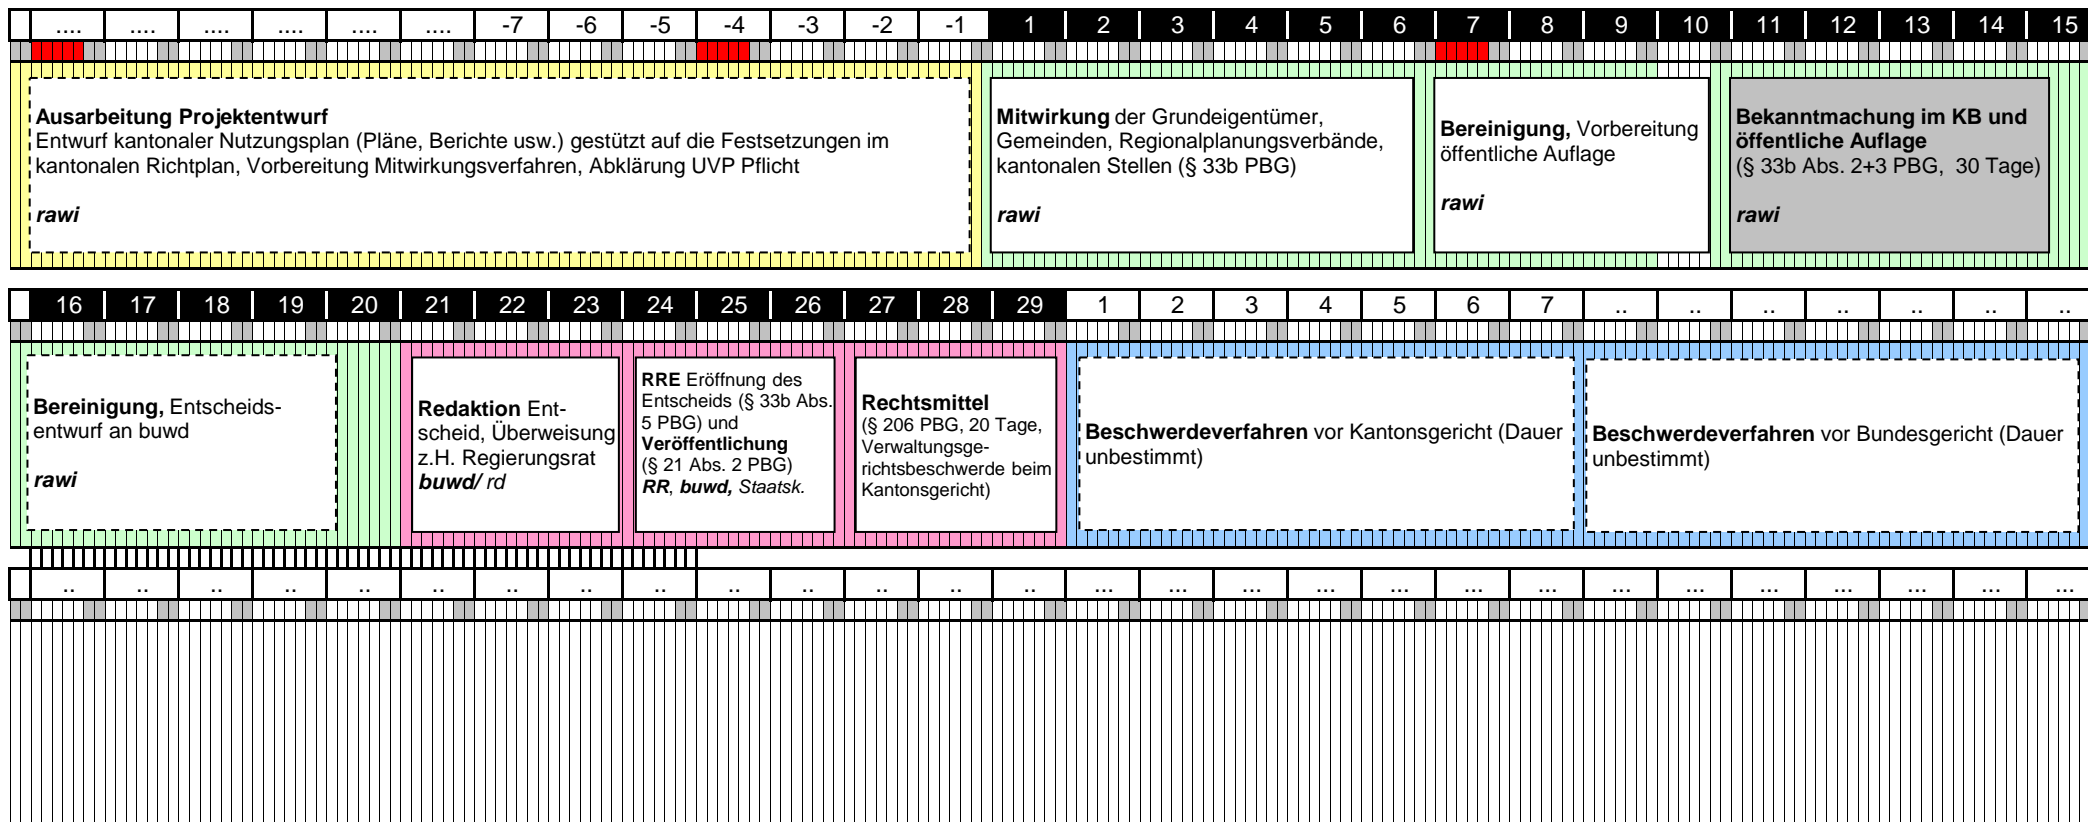 .... .... .... .... .... .... -7 -6 -5 -4 -3 -2 -1 1 2 3 4 5 6 7 8 9 10 11 12 13 14 15
Ausarbeitung Projektentwurf
Entwurf kantonaler Nutzungsplan (Pläne, Berichte usw.) gestützt auf die Festsetzungen im
kantonalen Richtplan, Vorbereitung Mitwirkungsverfahren, Abklärung UVP Pflicht
rawi
Mitwirkung der Grundeigentümer,
Gemeinden, Regionalplanungsverbände,
kantonalen Stellen (§ 33b PBG)
rawi
Bereinigung, Vorbereitung
öffentliche Auflage
rawi
Bekanntmachung im KB und
öffentliche Auflage
(§ 33b Abs. 2+3 PBG, 30 Tage)
rawi
16 17 18 19 20 21 22 23 24 25 26 27 28 29 1 2 3 4 5 6 7 .. .. .. .. .. .. ..
Bereinigung, Entscheids-
entwurf an buwd
rawi
Redaktion Ent-
scheid, Überweisung
z.H. Regierungsrat
buwd/ rd
RRE Eröffnung des
Entscheids (§ 33b Abs.
5 PBG) und
Veröffentlichung
(§ 21 Abs. 2 PBG)
RR, buwd, Staatsk.
Rechtsmittel
(§ 206 PBG, 20 Tage,
Verwaltungsge-
richtsbeschwerde beim
Kantonsgericht)
Beschwerdeverfahren vor Kantonsgericht (Dauer
unbestimmt)
Beschwerdeverfahren vor Bundesgericht (Dauer
unbestimmt)
.. .. .. .. .. .. .. .. .. .. .. .. .. .. ... ... ... ... ... ... ... ... ... ... ... ... ... ...